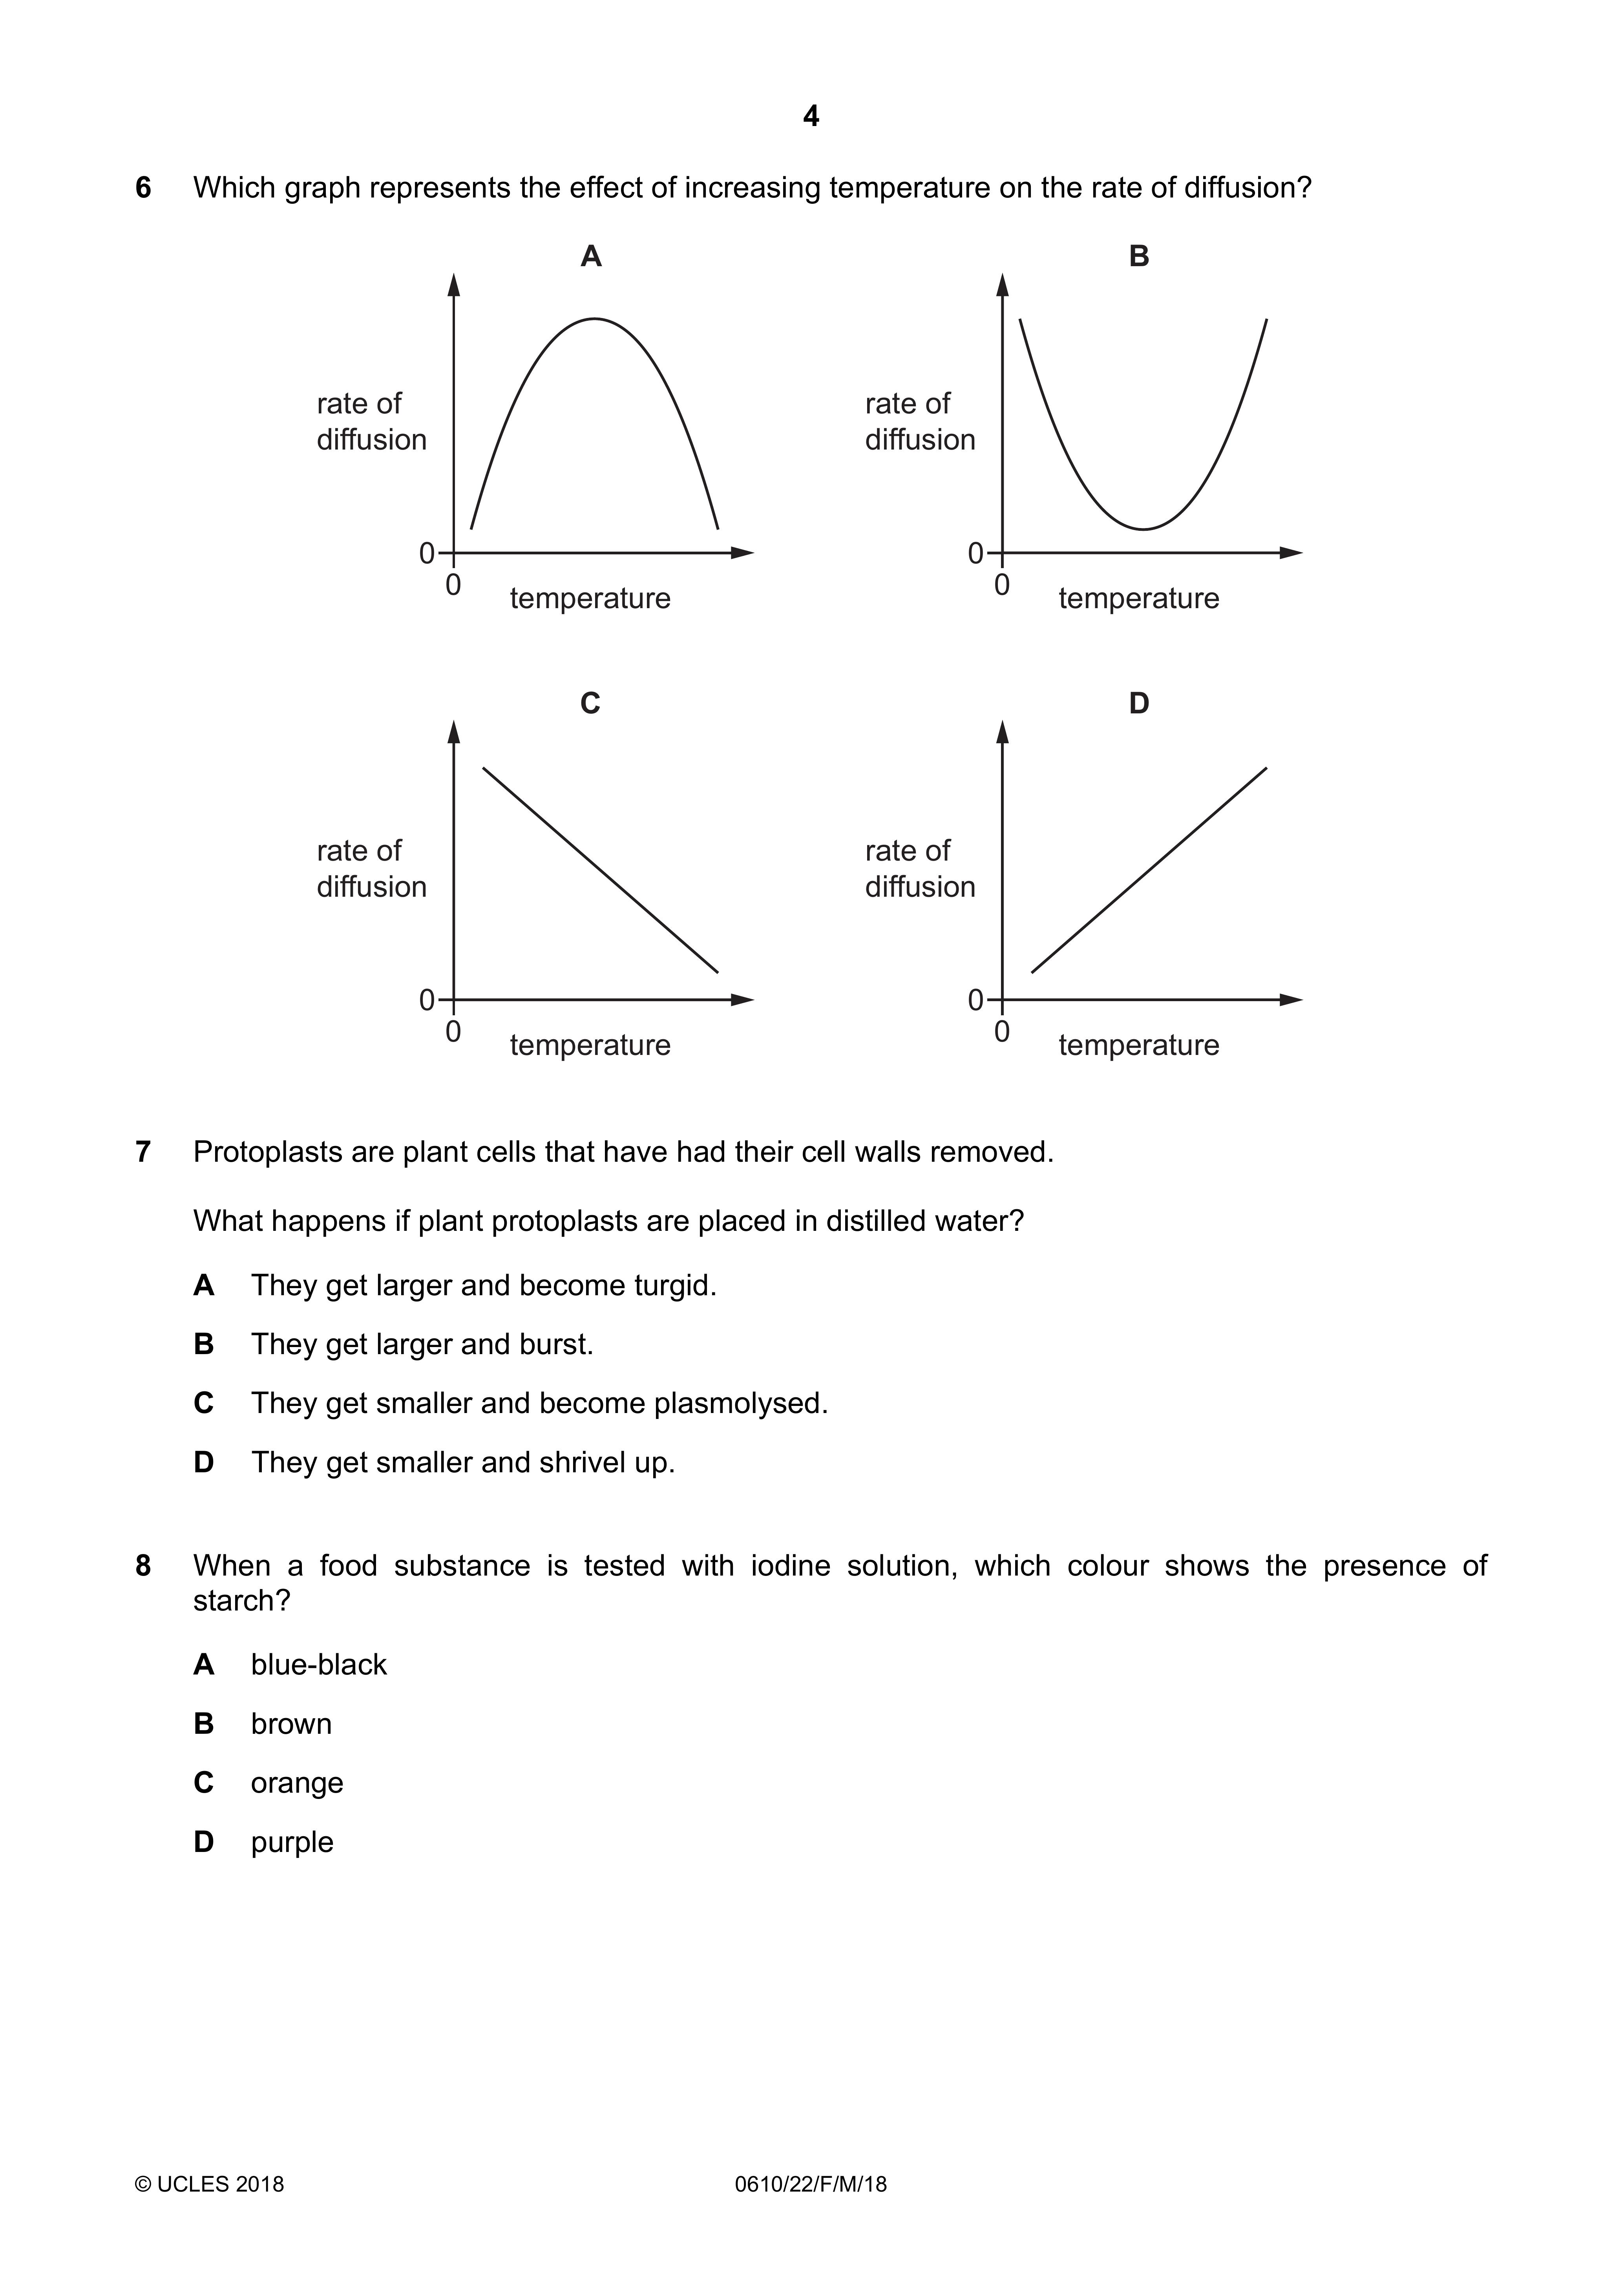 4
6 Which graph represents the effect of increasing temperature on the rate of diffusion?
A
rate of
diffusion
0
0
temperature
B
rate of
diffusion
0
0
temperature
C
rate of
diffusion
0
0
temperature
D
rate of
diffusion
0
0
temperature
7 Protoplasts are plant cells that have had their cell walls removed.
What happens if plant protoplasts are placed in distilled water?
A They get larger and become turgid.
B They get larger and burst.
C They get smaller and become plasmolysed.
D They get smaller and shrivel up.
8 When a food substance is tested with iodine solution, which colour shows the presence of
starch?
A blue-black
B brown
C orange
D purple
© UCLES 2018 0610/22/F/M/18